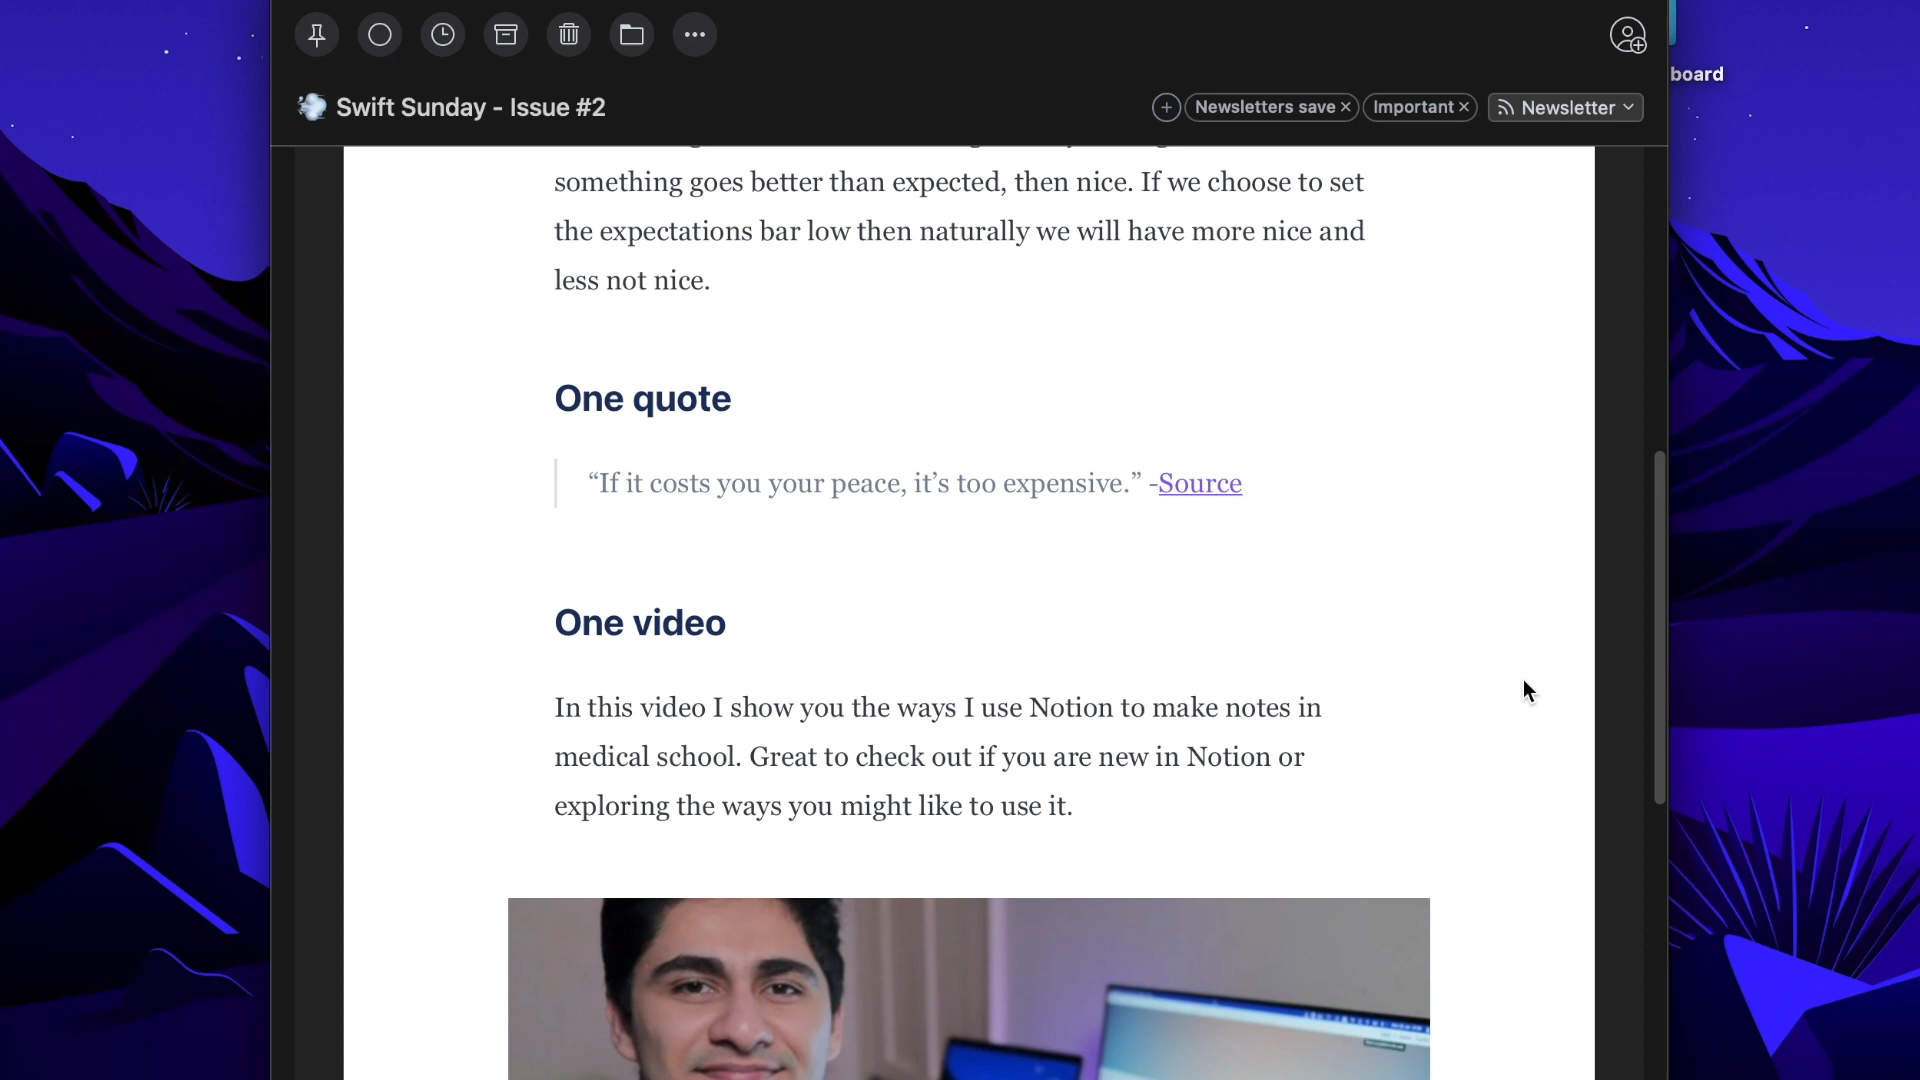 board
Swift Sunday - Issue #2
Newsletters save ×
Important ×
Newsletter
something goes better than expected, then nice. If we choose to set
the expectations bar low then naturally we will have more nice and
less not nice.
One quote
“If it costs you your peace, it’s too expensive.” -Source
One video
In this video I show you the ways I use Notion to make notes in
medical school. Great to check out if you are new in Notion or
exploring the ways you might like to use it.